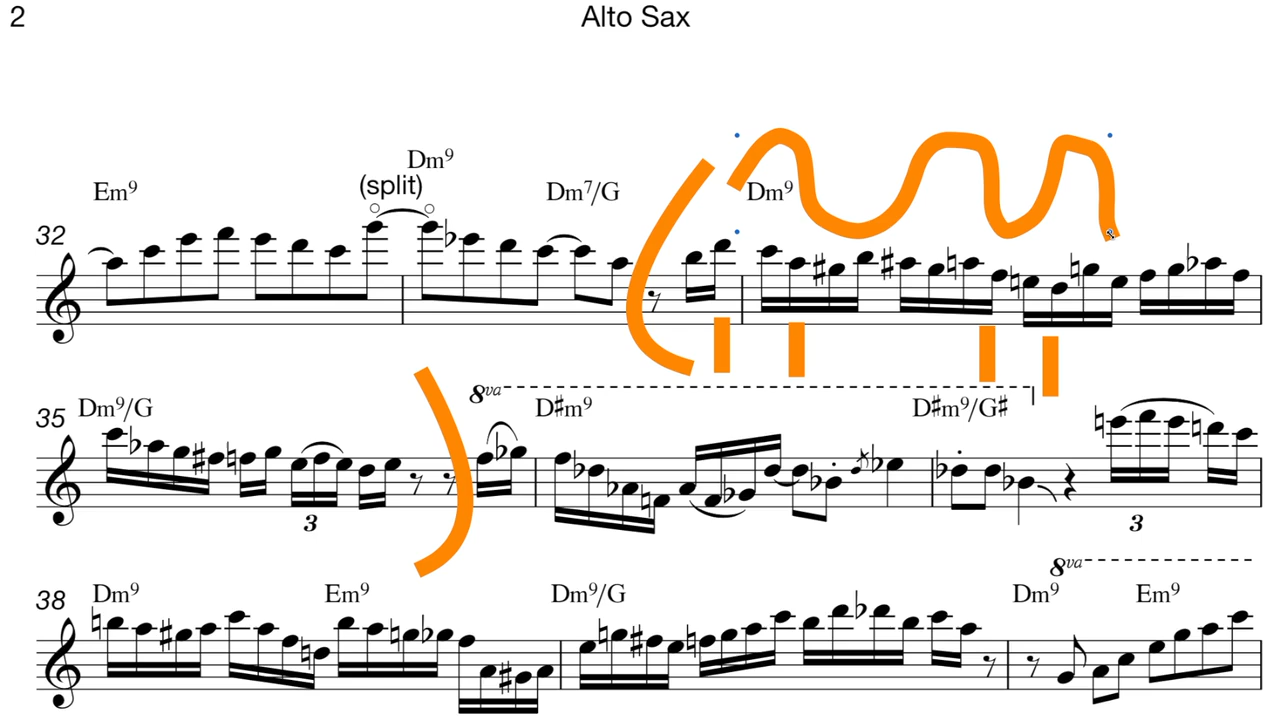 2 Alto Sax
Dm⁹
Em⁹ (split) Dm⁷/G Dm⁹
32
8va
Dm⁹/G D#m⁹ D#m⁹/G#
35
3 3
8va
Dm⁹ Em⁹ Dm⁹/G Dm⁹ Em⁹
38